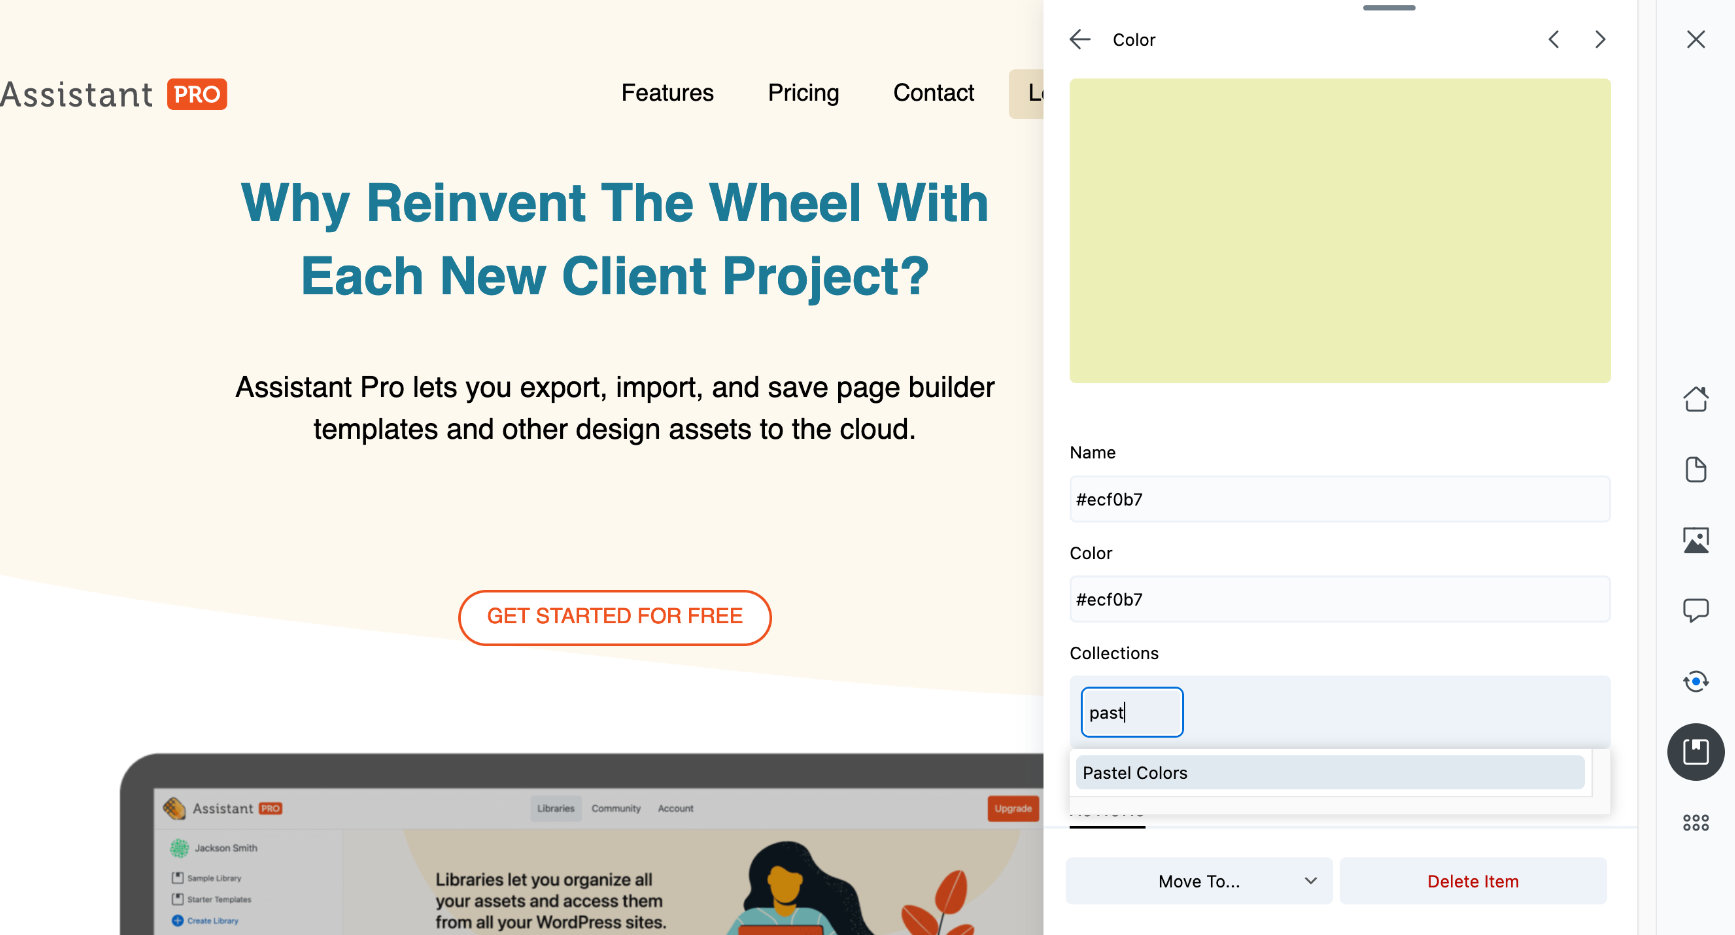 Assistant PRO
Features Pricing Contact
Why Reinvent The Wheel With
Each New Client Project?
Assistant Pro lets you export, import, and save page builder
templates and other design assets to the cloud.
GET STARTED FOR FREE
Assistant PRO
Libraries Community Account Upgrade
Jackson Smith
Sample Library
Starter Templates
Create Library
Libraries let you organize all
your assets and access them
from all your WordPress sites.
Color
Name
#ecf0b7
Color
#ecf0b7
Collections
past
Pastel Colors
Move To...
Delete Item